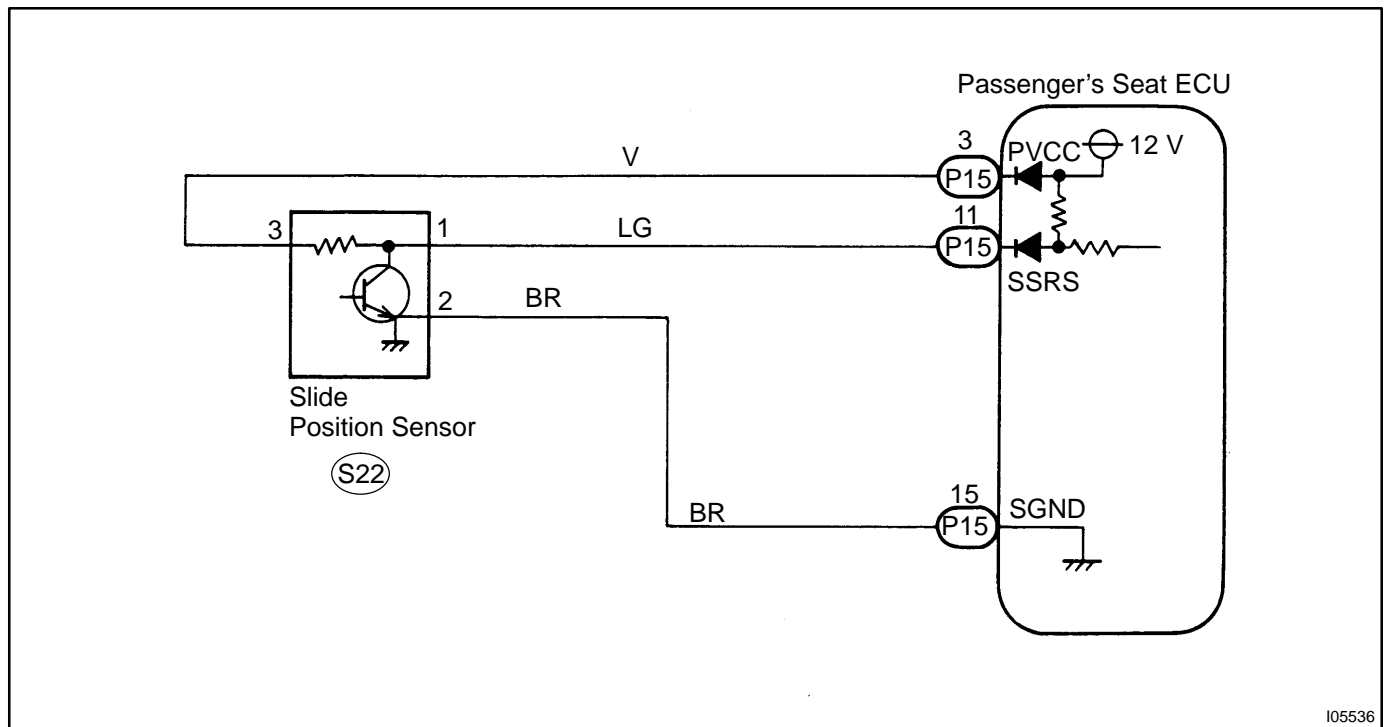 Passenger's Seat ECU
3
PVCC
12 V
V
P15
11
3
1
LG
P15
SSRS
2
BR
Slide
Position Sensor
S22
15
BR
P15
SGND
I05536